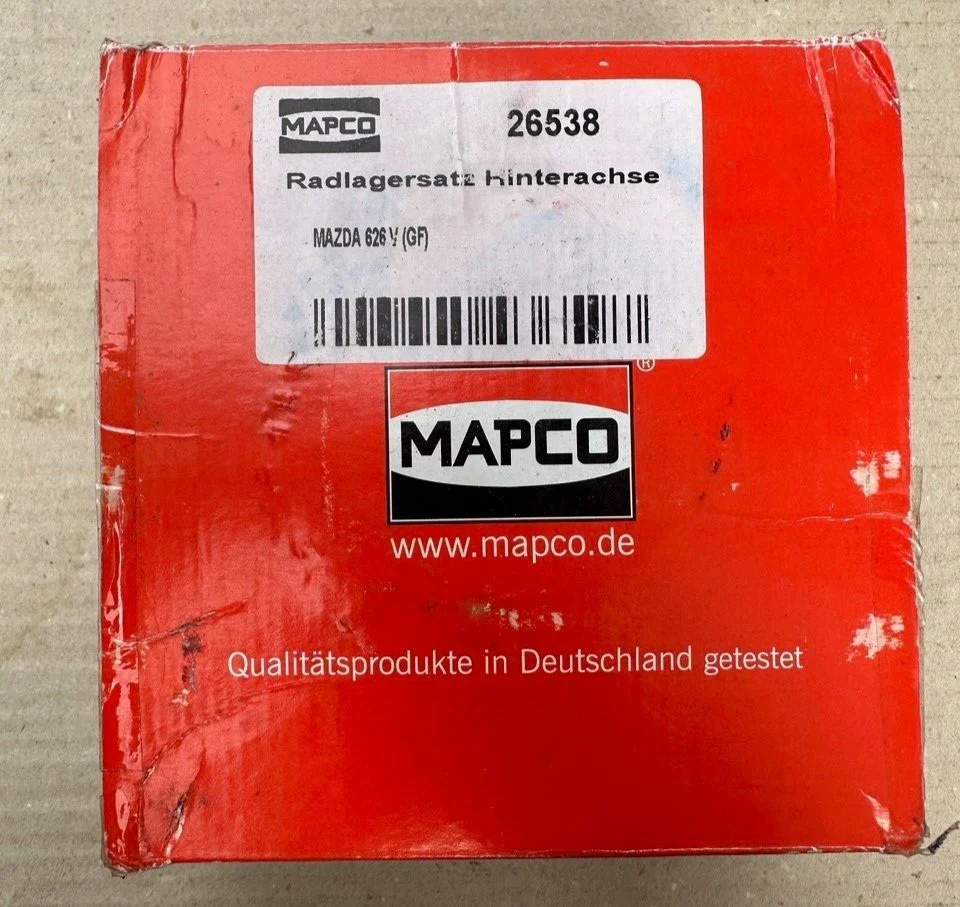 MAPCO
26538
Radlagersatz Hinterachse
MAZDA 626 V (GF)
®
MAPCO
www.mapco.de
Qualitätsprodukte in Deutschland getestet